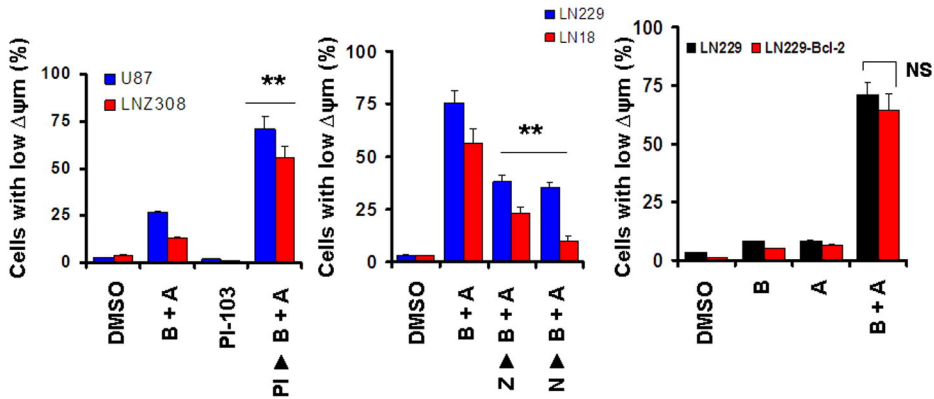 Cells with low Δψm (%)
100
75
50
25
0
U87
LNZ308
**
DMSO
B + A
PI-103
PI ► B + A
Cells with low Δψm (%)
100
75
50
25
0
LN229
LN18
**
DMSO
B + A
Z ► B + A
N ► B + A
Cells with low Δψm (%)
100
75
50
25
0
LN229
LN229-Bcl-2
NS
DMSO
B
A
B + A